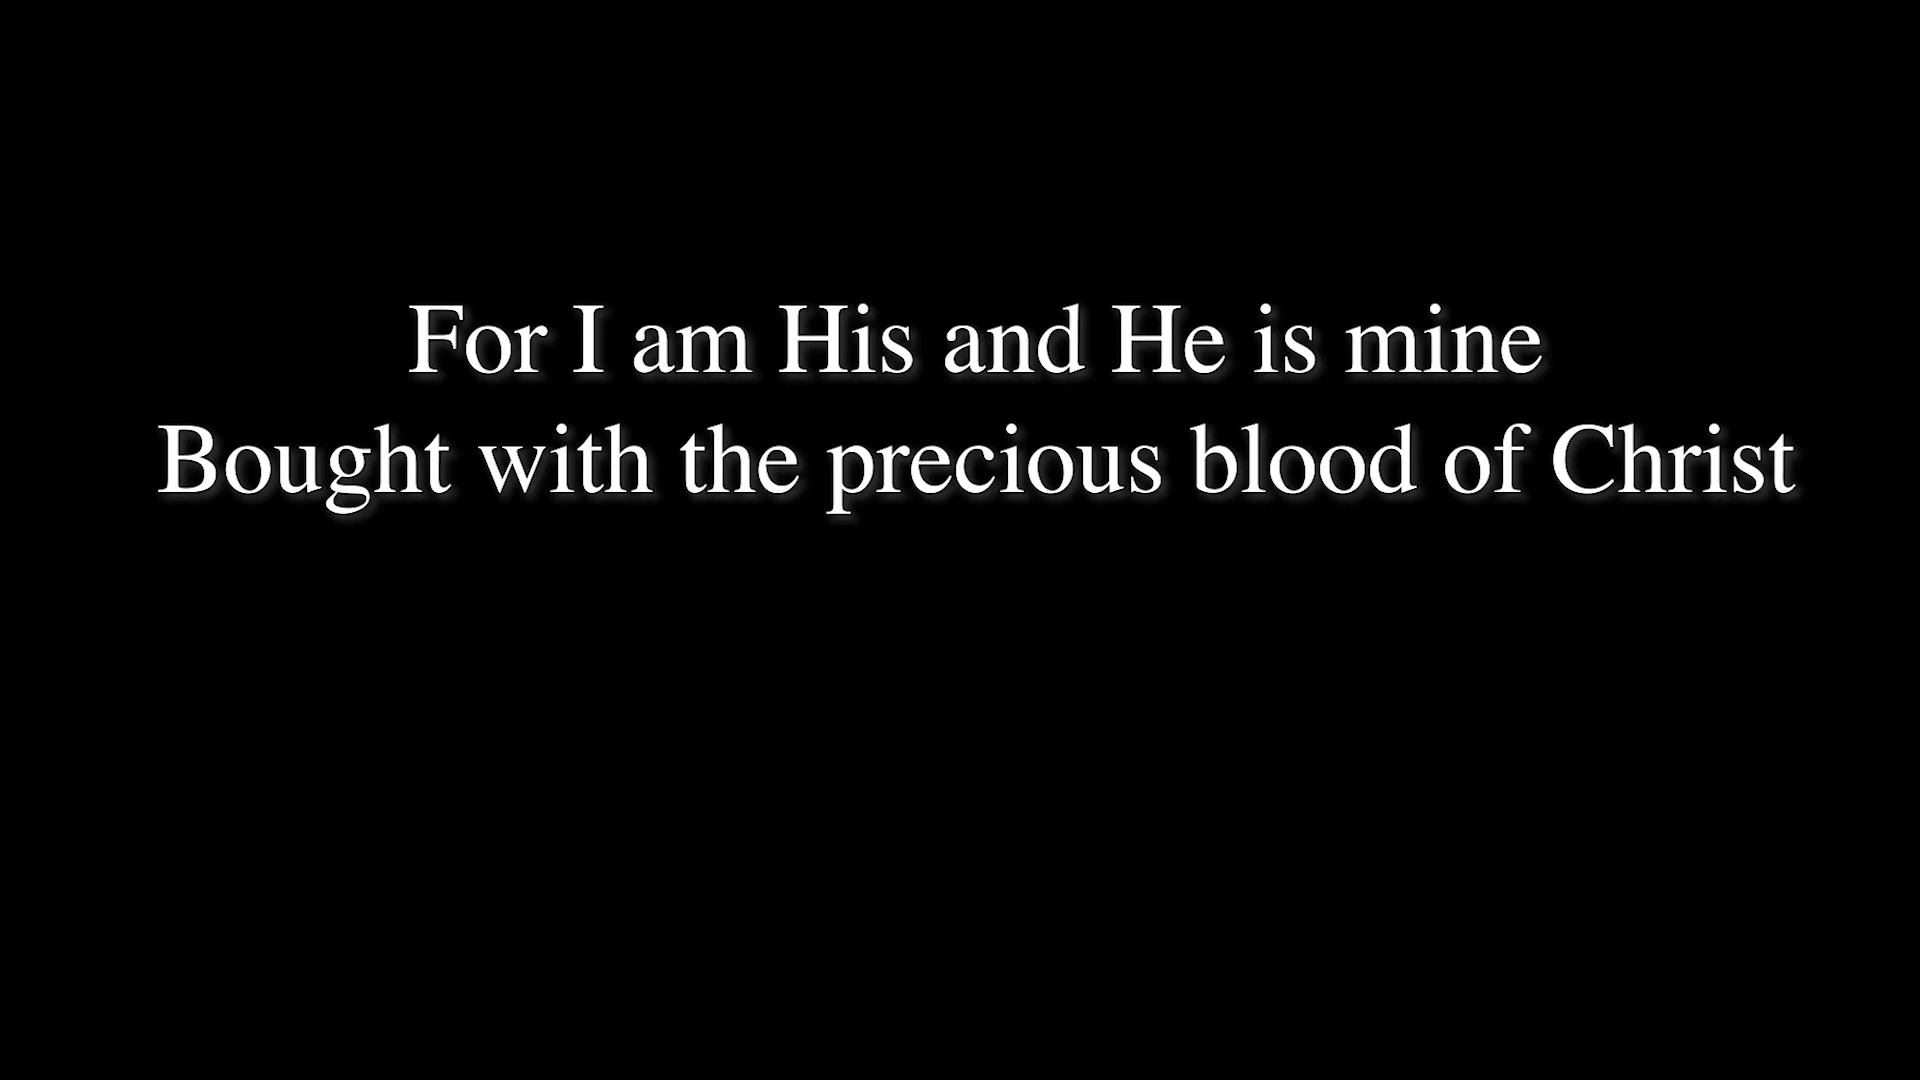 For I am His and He is mine
Bought with the precious blood of Christ